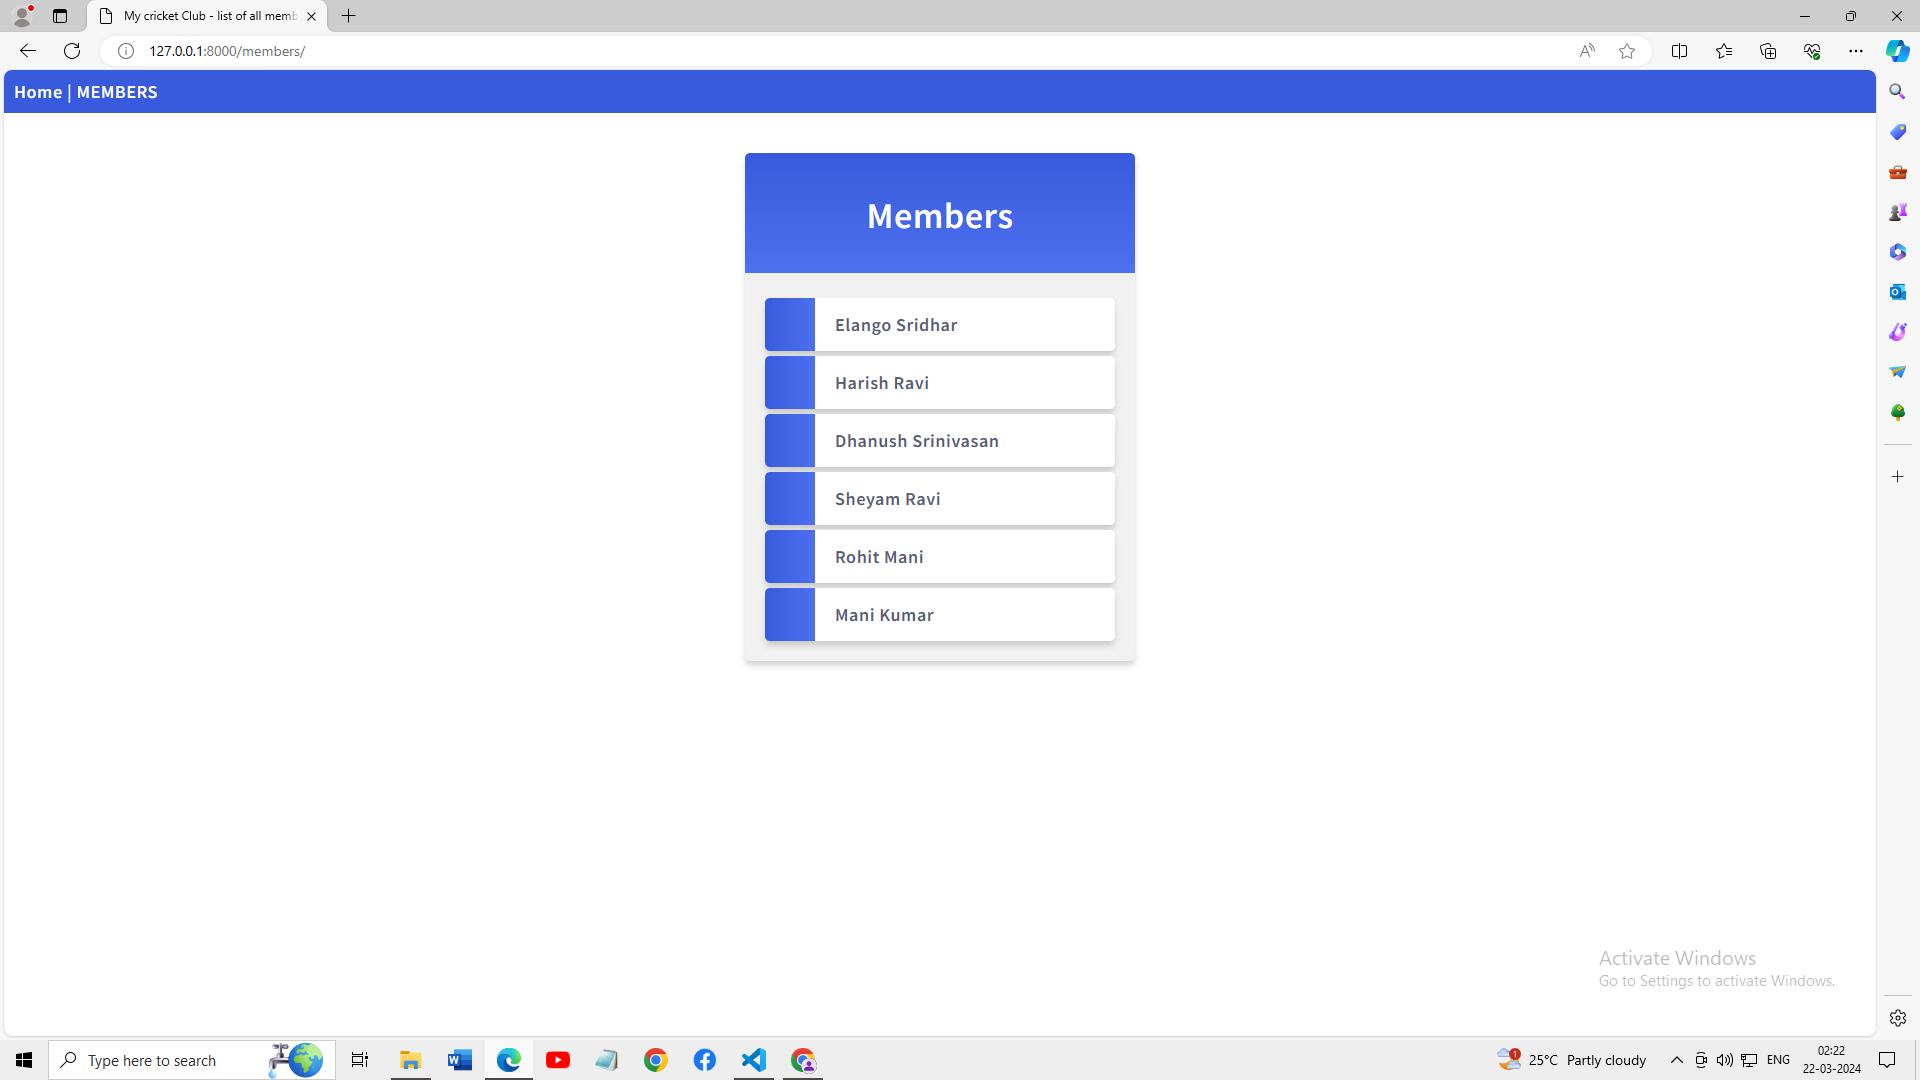 My cricket Club - list of all memb
127.0.0.1:8000/members/
Home | MEMBERS
Members
Elango Sridhar
Harish Ravi
Dhanush Srinivasan
Sheyam Ravi
Rohit Mani
Mani Kumar
Activate Windows
Go to Settings to activate Windows.
Type here to search
1
25°C Partly cloudy
ENG
02:22
22-03-2024